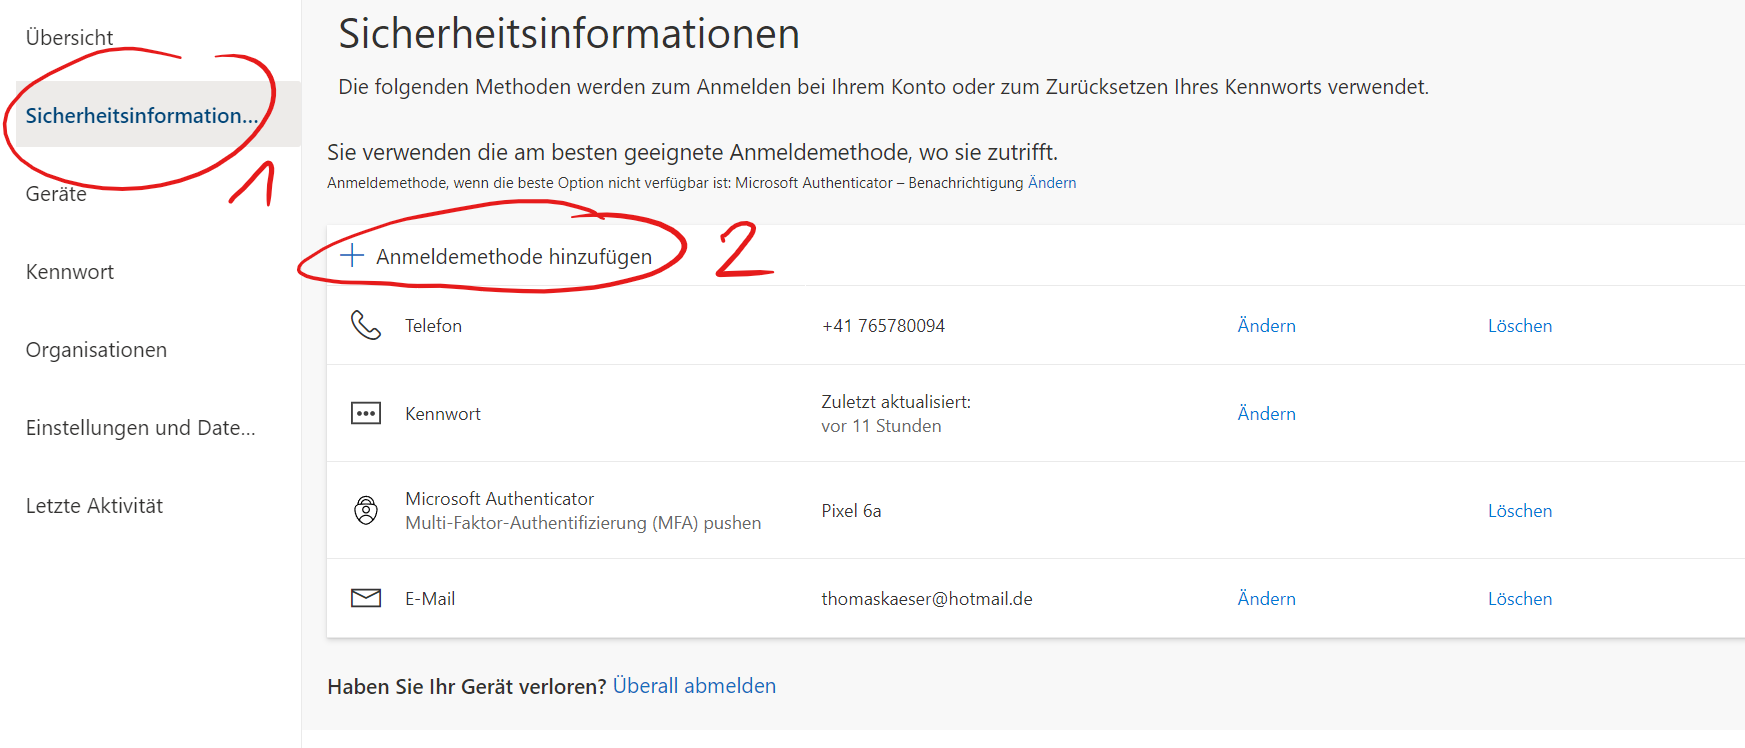 Übersicht
Sicherheitsinformation...
1
Geräte
Kennwort
Organisationen
Einstellungen und Date...
Letzte Aktivität
Sicherheitsinformationen
Die folgenden Methoden werden zum Anmelden bei Ihrem Konto oder zum Zurücksetzen Ihres Kennworts verwendet.
Sie verwenden die am besten geeignete Anmeldemethode, wo sie zutrifft.
Anmeldemethode, wenn die beste Option nicht verfügbar ist: Microsoft Authenticator – Benachrichtigung Ändern
+ Anmeldemethode hinzufügen 2
Telefon +41 765780094 Ändern Löschen
Kennwort Zuletzt aktualisiert: Ändern
vor 11 Stunden
Microsoft Authenticator Pixel 6a Löschen
Multi-Faktor-Authentifizierung (MFA) pushen
E-Mail thomaskaeser@hotmail.de Ändern Löschen
Haben Sie Ihr Gerät verloren? Überall abmelden